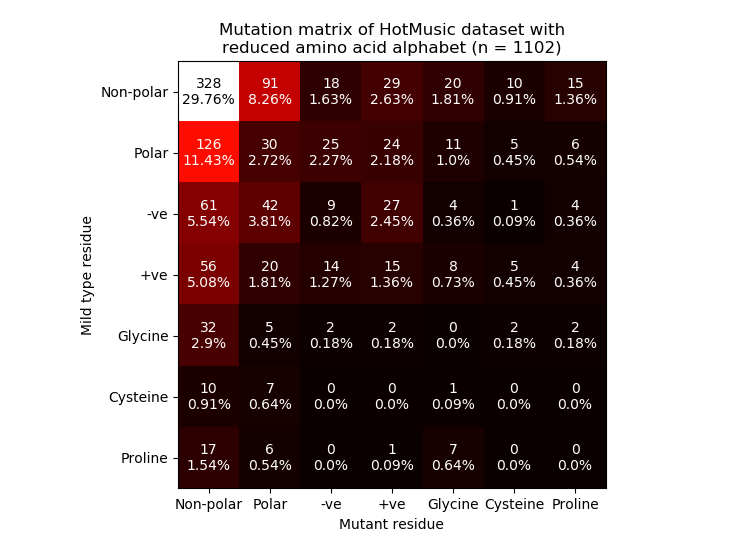 Mutation matrix of HotMusic dataset with
reduced amino acid alphabet (n = 1102)
Non-polar 328 91 18 29 20 10 15
29.76% 8.26% 1.63% 2.63% 1.81% 0.91% 1.36%
Polar 126 30 25 24 11 5 6
11.43% 2.72% 2.27% 2.18% 1.0% 0.45% 0.54%
-ve 61 42 9 27 4 1 4
5.54% 3.81% 0.82% 2.45% 0.36% 0.09% 0.36%
+ve 56 20 14 15 8 5 4
5.08% 1.81% 1.27% 1.36% 0.73% 0.45% 0.36%
Glycine 32 5 2 2 0 2 2
2.9% 0.45% 0.18% 0.18% 0.0% 0.18% 0.18%
Cysteine 10 7 0 0 1 0 0
0.91% 0.64% 0.0% 0.0% 0.09% 0.0% 0.0%
Proline 17 6 0 1 7 0 0
1.54% 0.54% 0.0% 0.09% 0.64% 0.0% 0.0%
Mild type residue
Non-polar Polar -ve +ve Glycine Cysteine Proline
Mutant residue